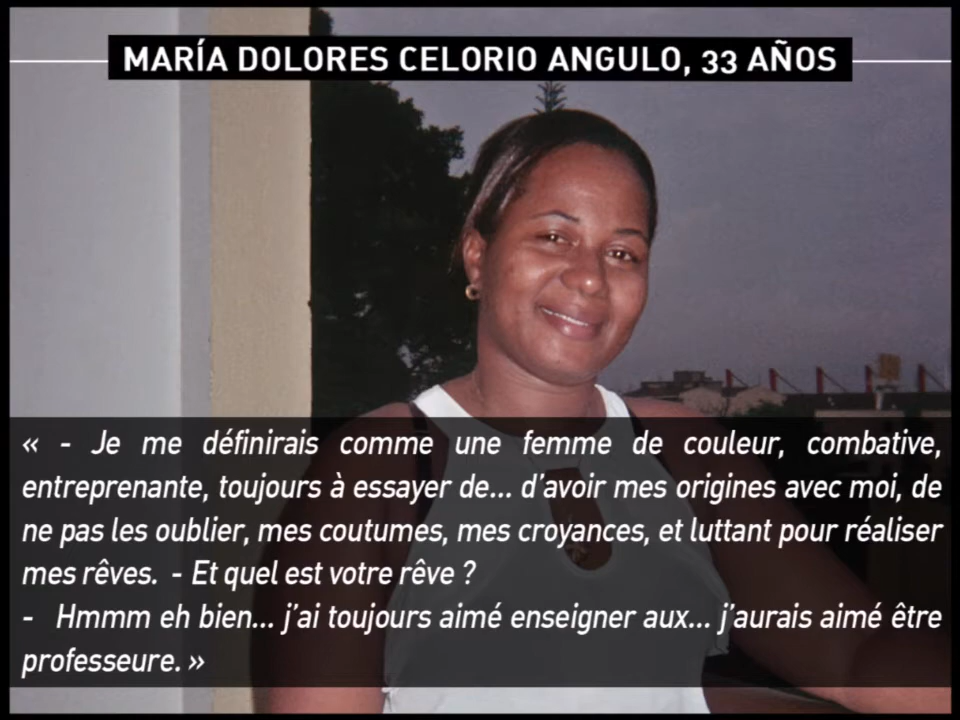 MARÍA DOLORES CELORIO ANGULO, 33 AÑOS
« - Je me définirais comme une femme de couleur, combative,
entreprenante, toujours à essayer de... d'avoir mes origines avec moi, de
ne pas les oublier, mes coutumes, mes croyances, et luttant pour réaliser
mes rêves. - Et quel est votre rêve ?
- Hmmm eh bien... j'ai toujours aimé enseigner aux... j'aurais aimé être
professeure. »